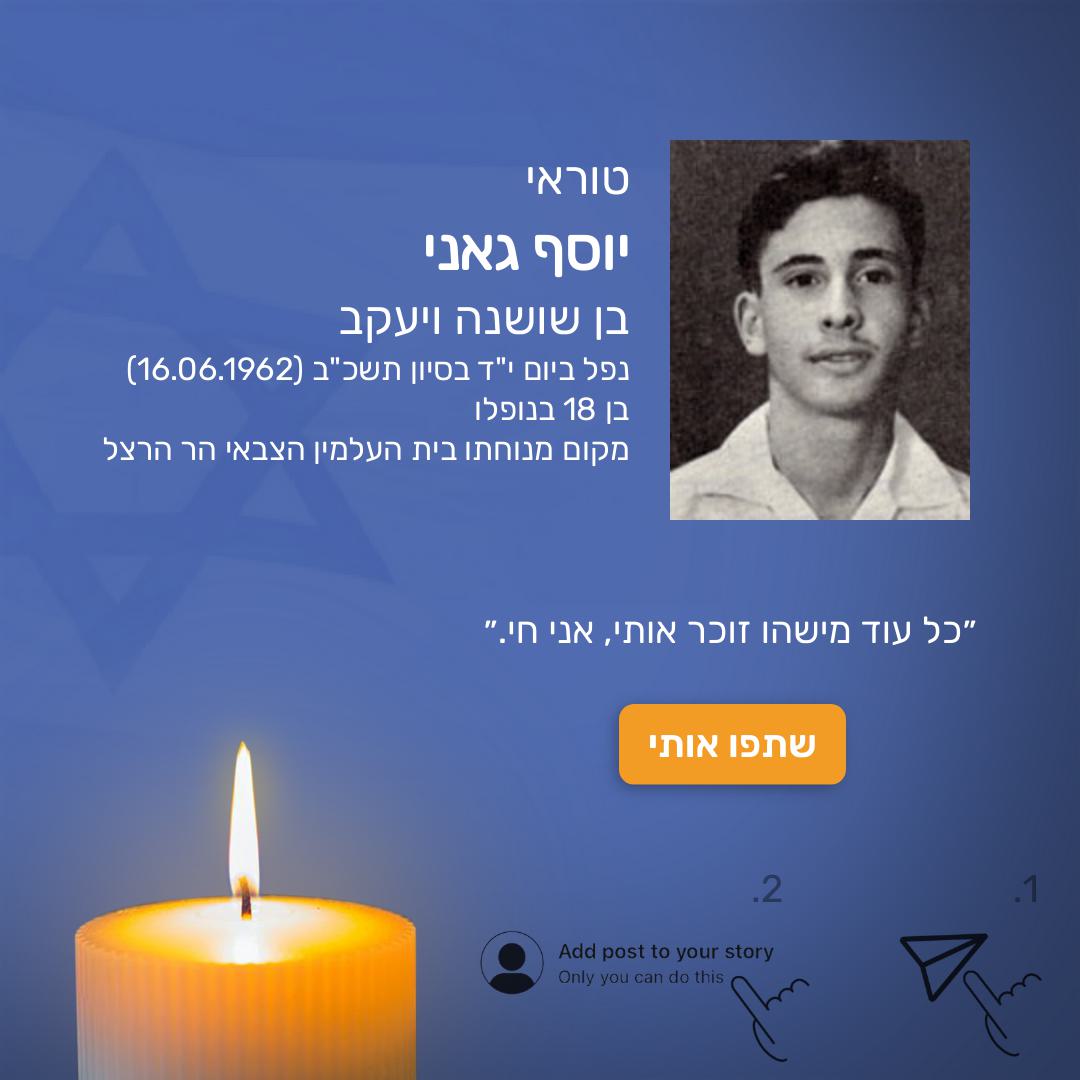 טוראי
יוסף גאני
בן שושנה ויעקב
נפל ביום י"ד בסיון תשכ"ב (16.06.1962)
בן 18 בנופלו
מקום מנוחתו בית העלמין הצבאי הר הרצל
״כל עוד מישהו זוכר אותי, אני חי.״
שתפו אותי
1.
2.
Add post to your story
Only you can do this